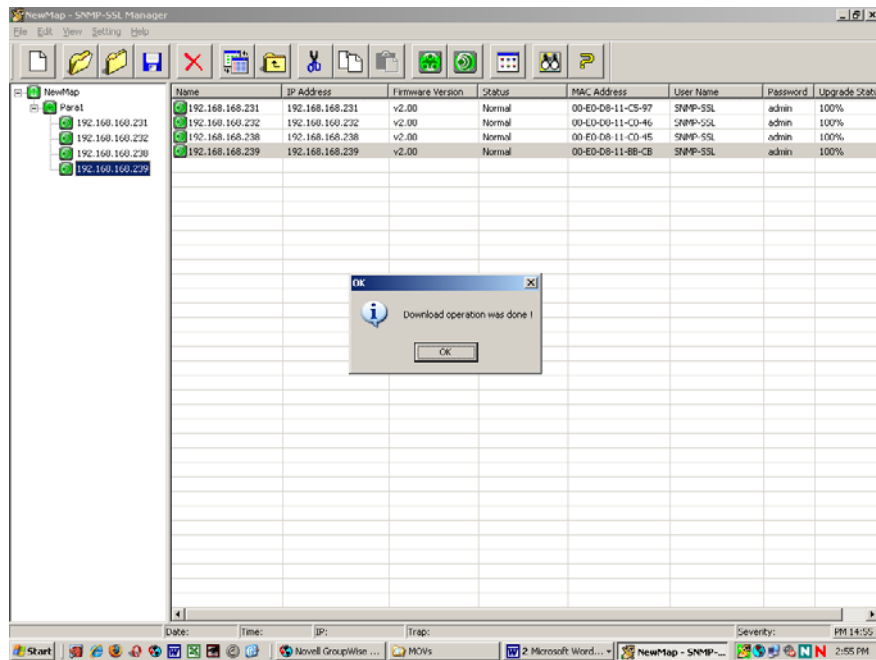 NewMap - SNMP-SSL Manager
File Edit View Setting Help
NewMap
Para1
192.168.168.231
192.168.168.232
192.168.168.238
192.168.168.239
Name IP Address Firmware Version Status MAC Address User Name Password Upgrade Statu
192.168.168.231 192.168.168.231 v2.00 Normal 00-E0-D8-11-C5-97 SNMP-SSL admin 100%
192.168.168.232 192.168.168.232 v2.00 Normal 00-E0-D8-11-C0-46 SNMP-SSL admin 100%
192.168.168.238 192.168.168.238 v2.00 Normal 00-E0-D8-11-C0-45 SNMP-SSL admin 100%
192.168.168.239 192.168.168.239 v2.00 Normal 00-E0-D8-11-BB-CB SNMP-SSL admin 100%
OK
Download operation was done !
OK
Date: Time: IP: Trap: Severity: PM 14:55
Start Novell GroupWise ... MOVs 2 Microsoft Word... NewMap - SNMP-... 2:55 PM